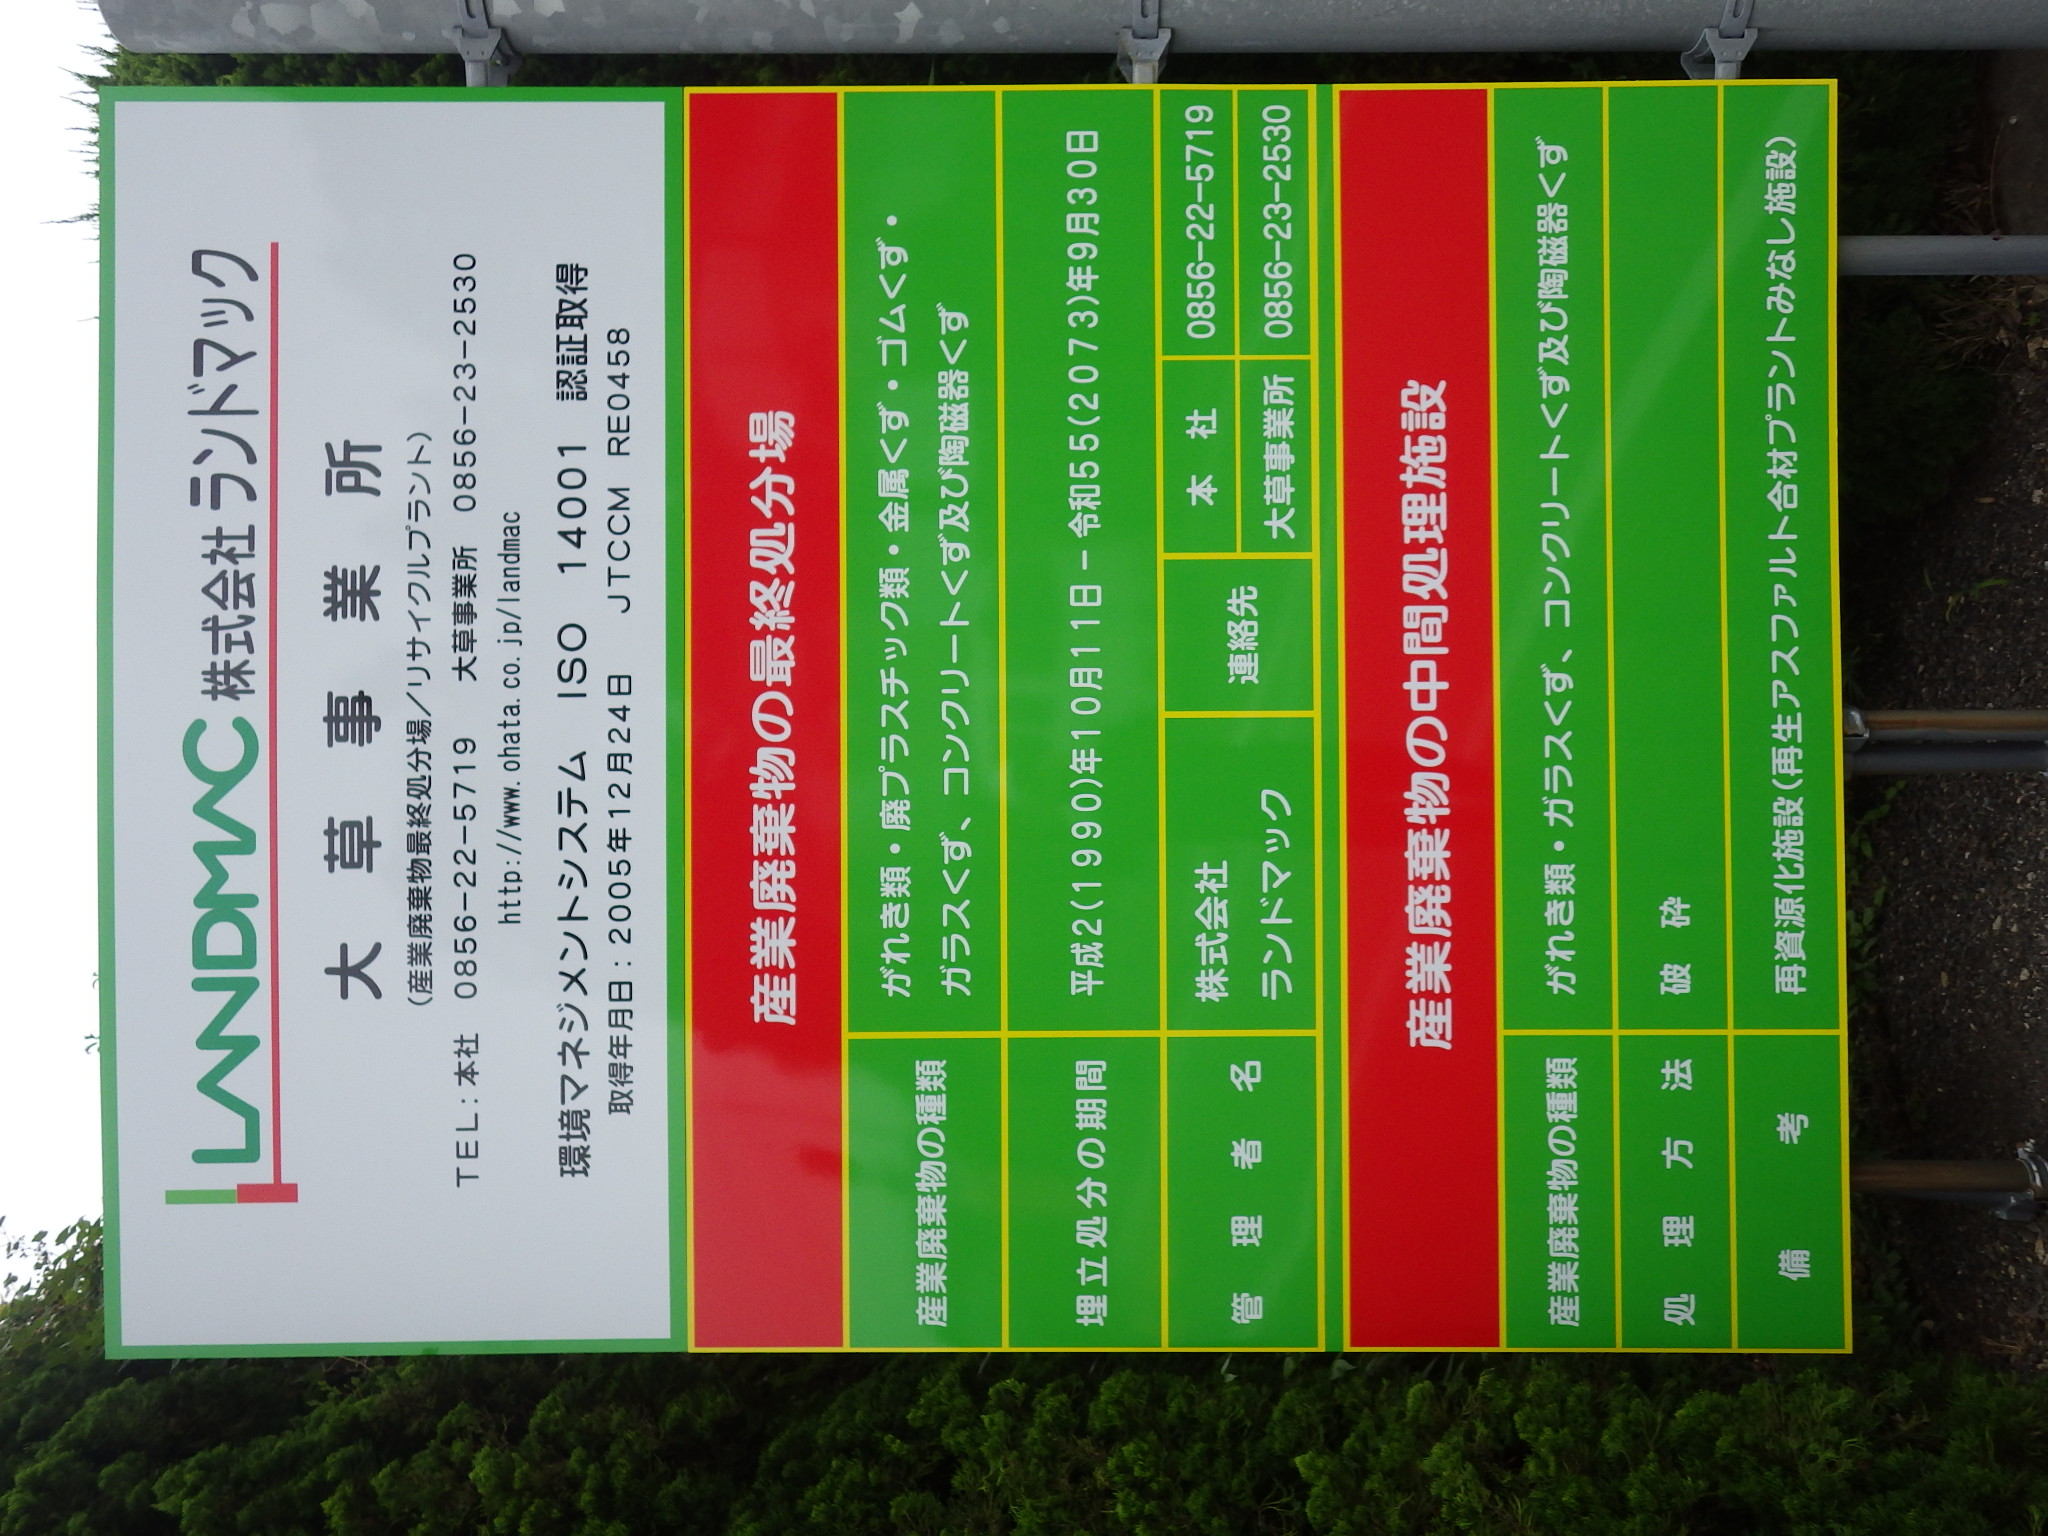 LANDMAC 株式会社ランドマック
大草事業所
(産業廃棄物最終処分場／リサイクルプラント)
TEL:本社 0856-22-5719 大草事業所 0856-23-2530
http://www.ohata.co.jp/landmac
環境マネジメントシステム ISO 14001 認証取得
取得年月日：2005年12月24日 JTCCM RE0458
産業廃棄物の最終処分場
産業廃棄物の種類
がれき類・廃プラスチック類・金属くず・ゴムくず・
ガラスくず、コンクリートくず及び陶磁器くず
埋立処分の期間
平成2(1990)年10月11日－令和55(2073)年9月30日
管理者名
株式会社
ランドマック
連絡先
本社 0856-22-5719
大草事業所 0856-23-2530
産業廃棄物の中間処理施設
産業廃棄物の種類
がれき類・ガラスくず、コンクリートくず及び陶磁器くず
処理方法
破砕
備考
再資源化施設(再生アスファルト合材プラントみなし施設)